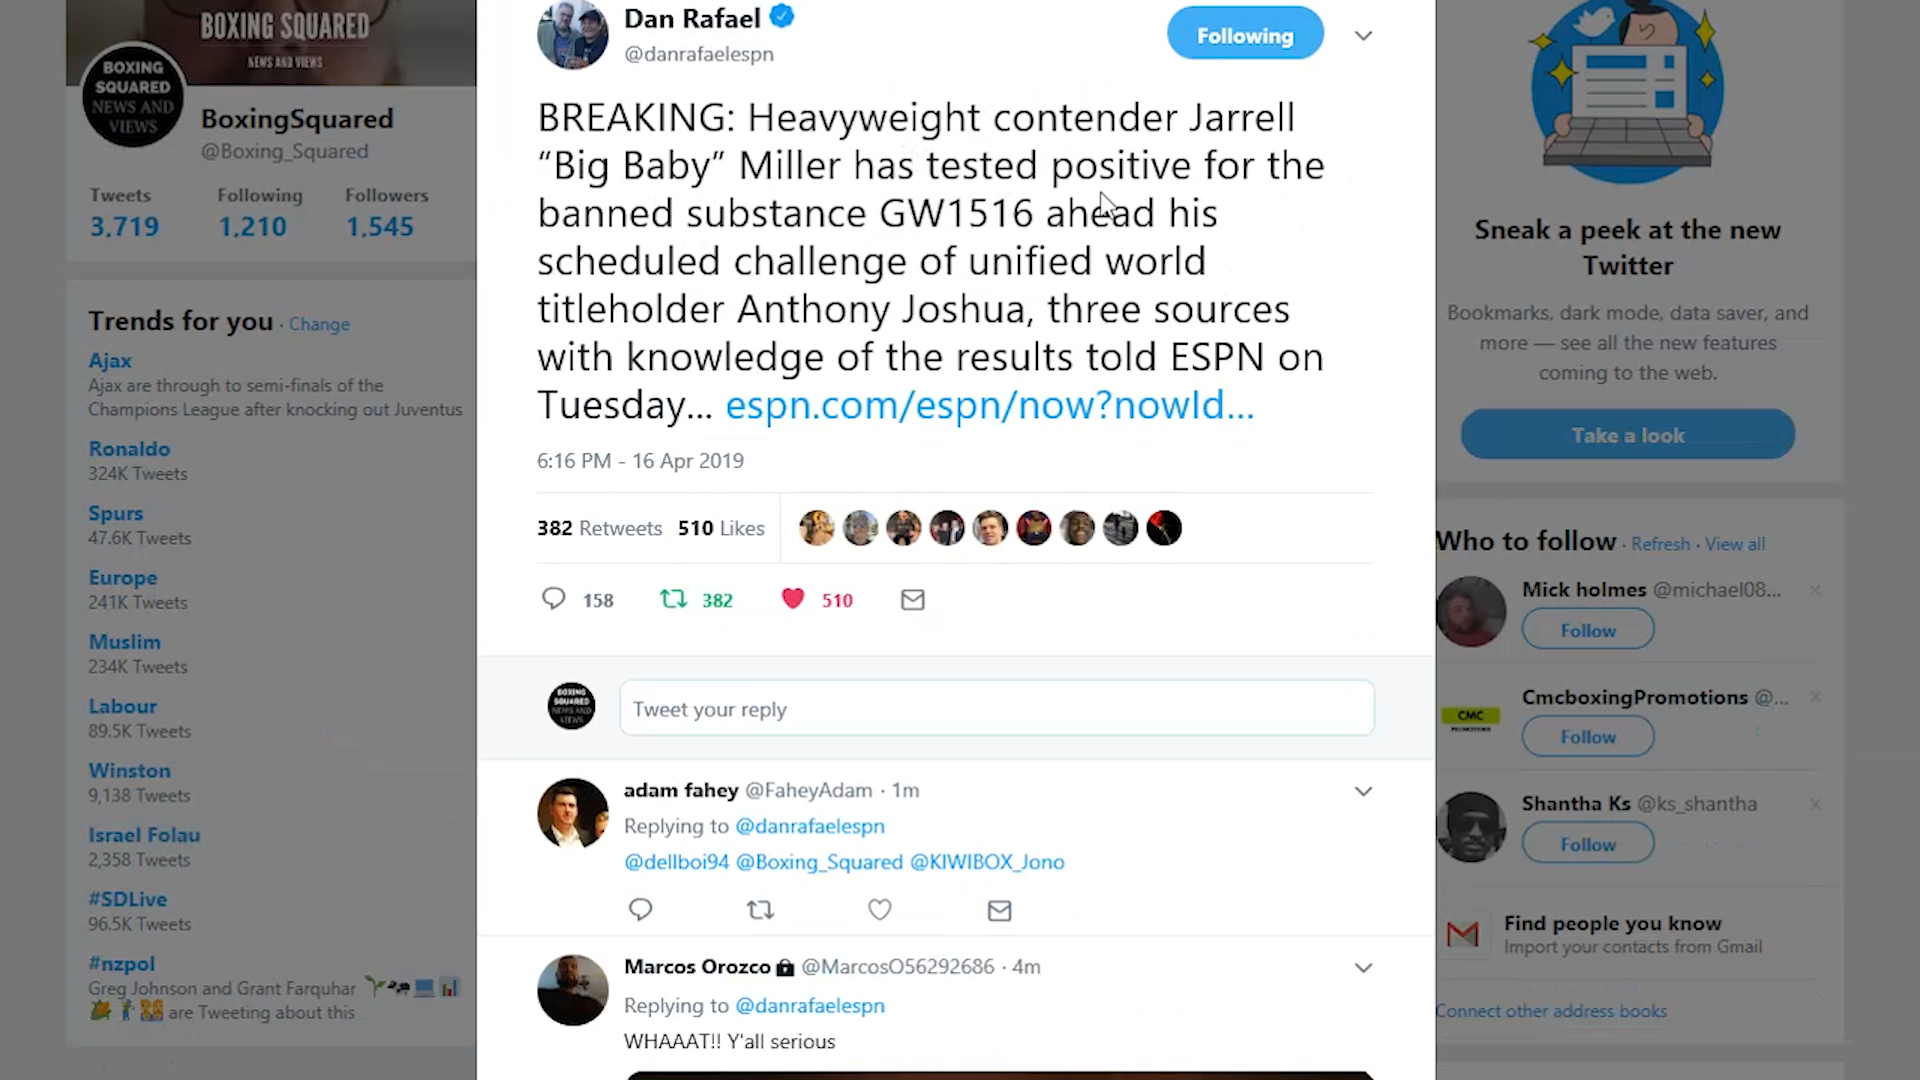 BOXING SQUARED
NEWS AND VIEWS
BOXING
SQUARED
NEWS AND
VIEWS
BoxingSquared
@Boxing_Squared
Tweets
Following
Followers
3,719
1,210
1,545
Trends for you · Change
Ajax
Ajax are through to semi-finals of the
Champions League after knocking out Juventus
Ronaldo
324K Tweets
Spurs
47.6K Tweets
Europe
241K Tweets
Muslim
234K Tweets
Labour
89.5K Tweets
Winston
9,138 Tweets
Israel Folau
2,358 Tweets
#SDLive
96.5K Tweets
#nzpol
Greg Johnson and Grant Farquhar
are Tweeting about this
Dan Rafael
@danrafaelespn
Following
BREAKING: Heavyweight contender Jarrell
“Big Baby” Miller has tested positive for the
banned substance GW1516 ahead his
scheduled challenge of unified world
titleholder Anthony Joshua, three sources
with knowledge of the results told ESPN on
Tuesday... espn.com/espn/now?nowId...
6:16 PM - 16 Apr 2019
382 Retweets 510 Likes
158
382
510
BOXING
SQUARED
NEWS AND
VIEWS
Tweet your reply
adam fahey @FaheyAdam · 1m
Replying to @danrafaelespn
@dellboi94 @Boxing_Squared @KIWIBOX_Jono
Marcos Orozco @MarcosO56292686 · 4m
Replying to @danrafaelespn
WHAAAT!! Y'all serious
Sneak a peek at the new
Twitter
Bookmarks, dark mode, data saver, and
more — see all the new features
coming to the web.
Take a look
Who to follow · Refresh · View all
Mick holmes @michael08...
Follow
CMC
PROMOTIONS
CmcboxingPromotions @...
Follow
Shantha Ks @ks_shantha
Follow
Find people you know
Import your contacts from Gmail
Connect other address books